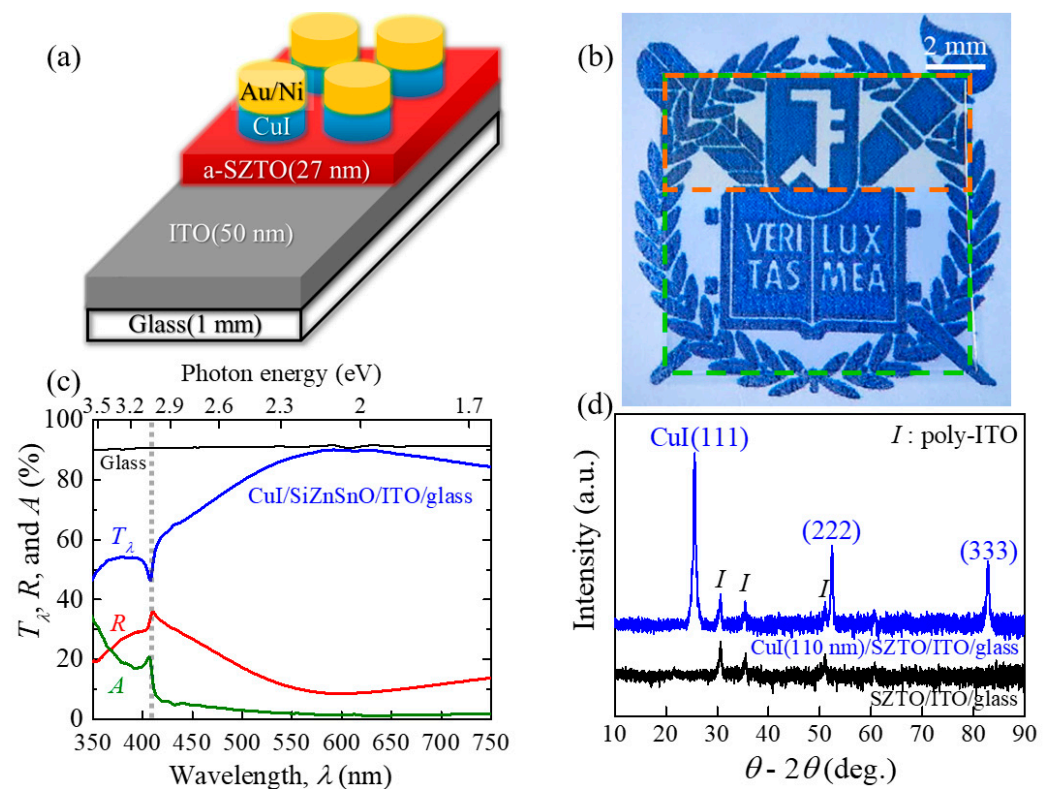 (a)
Au/Ni
CuI
a-SZTO(27 nm)
ITO(50 nm)
Glass(1 mm)
(b)
2 mm
VERI LUX
TAS MEA
(c)
Photon energy (eV)
3.5 3.2 2.9 2.6 2.3 2 1.7
100
80
60
40
20
0
Tλ, R, and A (%)
Glass
CuI/SiZnSnO/ITO/glass
Tλ
R
A
350 400 450 500 550 600 650 700 750
Wavelength, λ (nm)
(d)
CuI(111)
I : poly-ITO
(222)
(333)
I
I
I
CuI(110 nm)/SZTO/ITO/glass
SZTO/ITO/glass
Intensity (a.u.)
10 20 30 40 50 60 70 80 90
θ - 2θ (deg.)